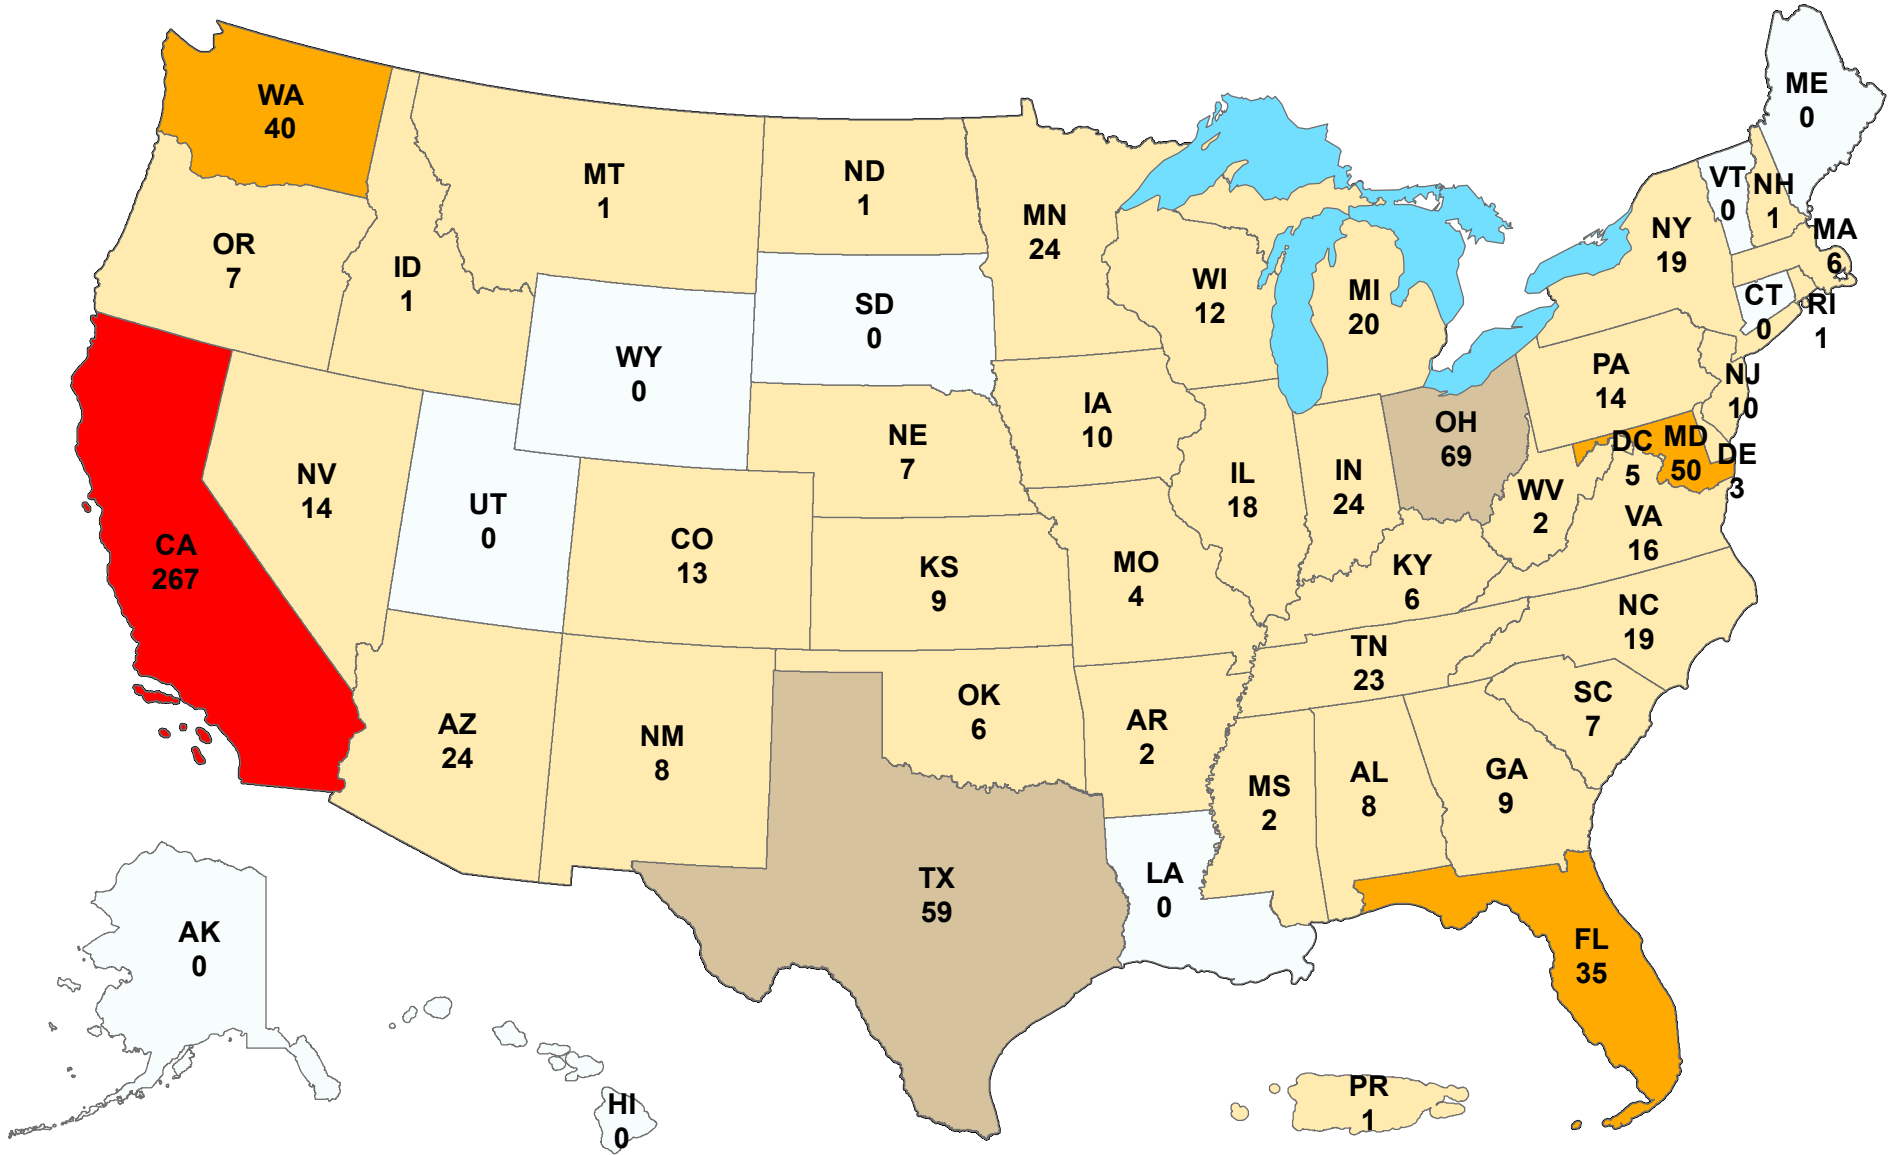 WA
40
OR
7
CA
267
ID
1
NV
14
MT
1
WY
0
UT
0
AZ
24
CO
13
NM
8
ND
1
SD
0
NE
7
KS
9
OK
6
TX
59
MN
24
IA
10
MO
4
AR
2
LA
0
WI
12
IL
18
MI
20
IN
24
OH
69
KY
6
TN
23
MS
2
AL
8
GA
9
FL
35
SC
7
NC
19
VA
16
WV
2
DC
5
MD
50
DE
3
PA
14
NJ
10
NY
19
CT
0
RI
1
MA
6
VT
0
NH
1
ME
0
AK
0
HI
0
PR
1